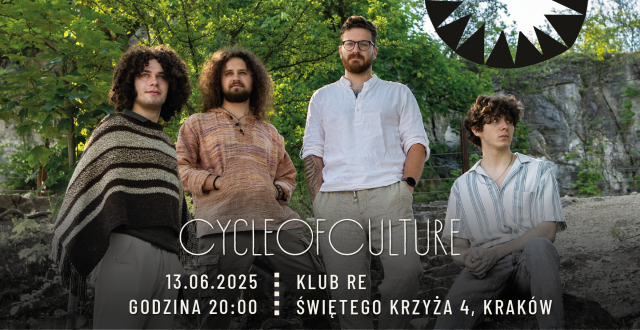 CYCLEOFCULTURE
13.06.2025
GODZINA 20:00
KLUB RE
ŚWIĘTEGO KRZYŻA 4, KRAKÓW